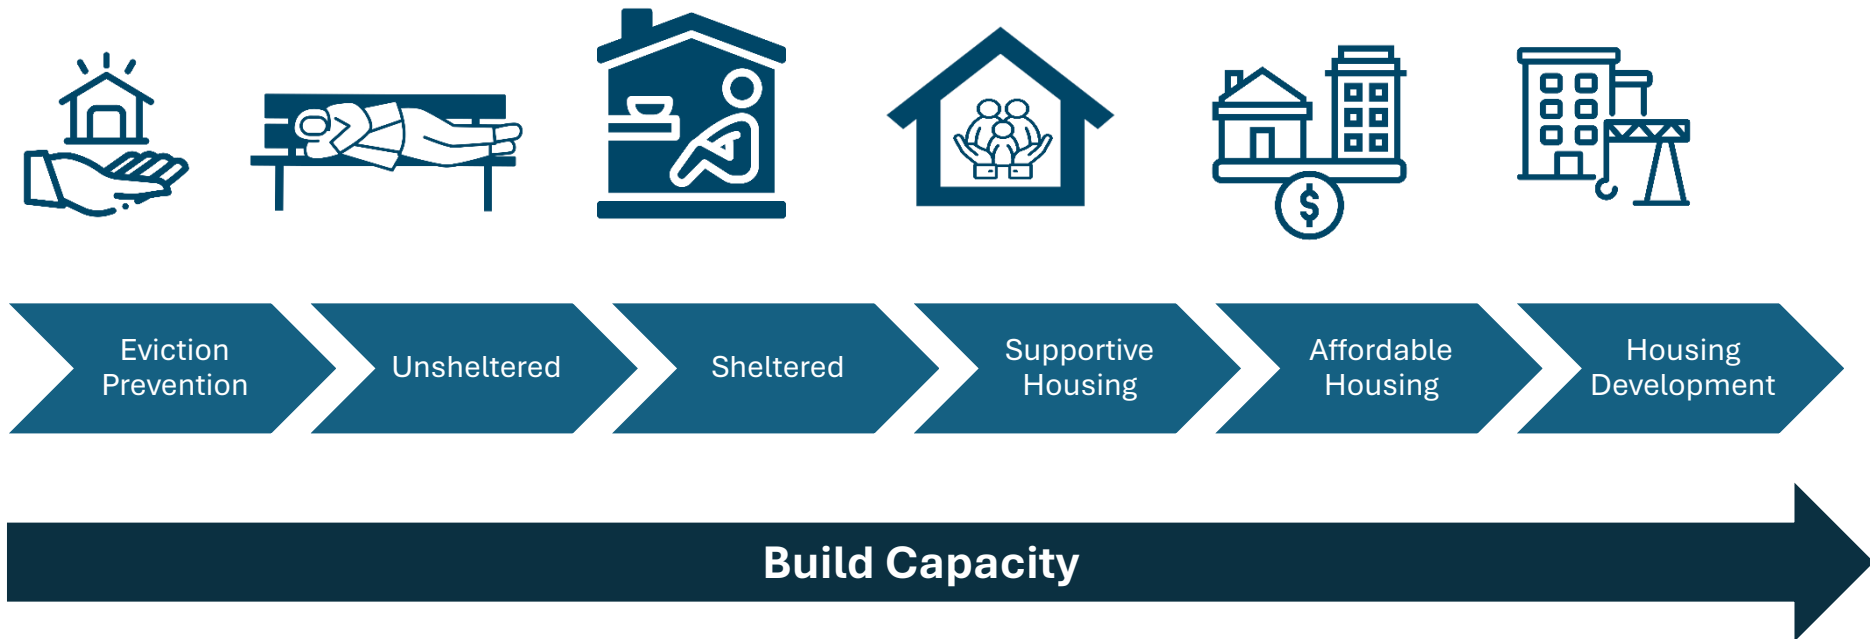 Eviction
Prevention
Unsheltered
Sheltered
Supportive
Housing
Affordable
Housing
Housing
Development
$
Build Capacity